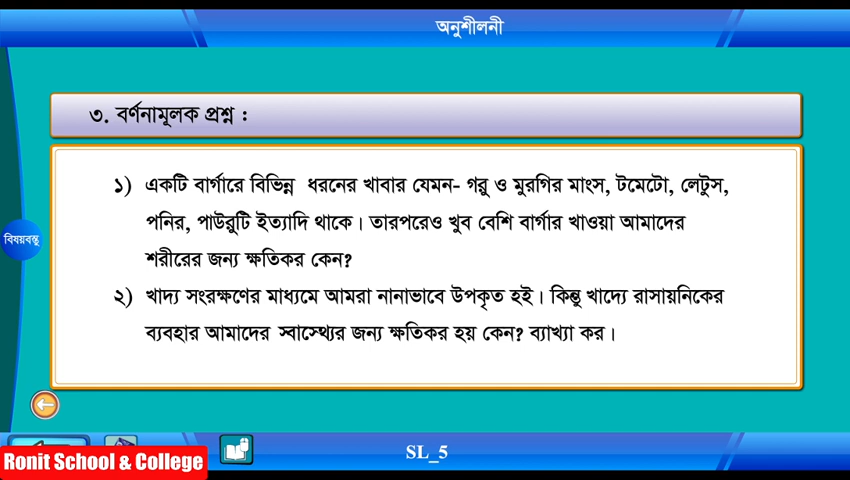 অনুশীলনী
৩. বর্ণনামূলক প্রশ্ন :
১) একটি বার্গারে বিভিন্ন ধরনের খাবার যেমন- গরু ও মুরগির মাংস, টমেটো, লেটুস,
পনির, পাউরুটি ইত্যাদি থাকে। তারপরেও খুব বেশি বার্গার খাওয়া আমাদের
শরীরের জন্য ক্ষতিকর কেন?
বিষয়বস্তু
২) খাদ্য সংরক্ষণের মাধ্যমে আমরা নানাভাবে উপকৃত হই। কিন্তু খাদ্যে রাসায়নিকের
ব্যবহার আমাদের স্বাস্থ্যের জন্য ক্ষতিকর হয় কেন? ব্যাখ্যা কর।
SL_5
Ronit School & College